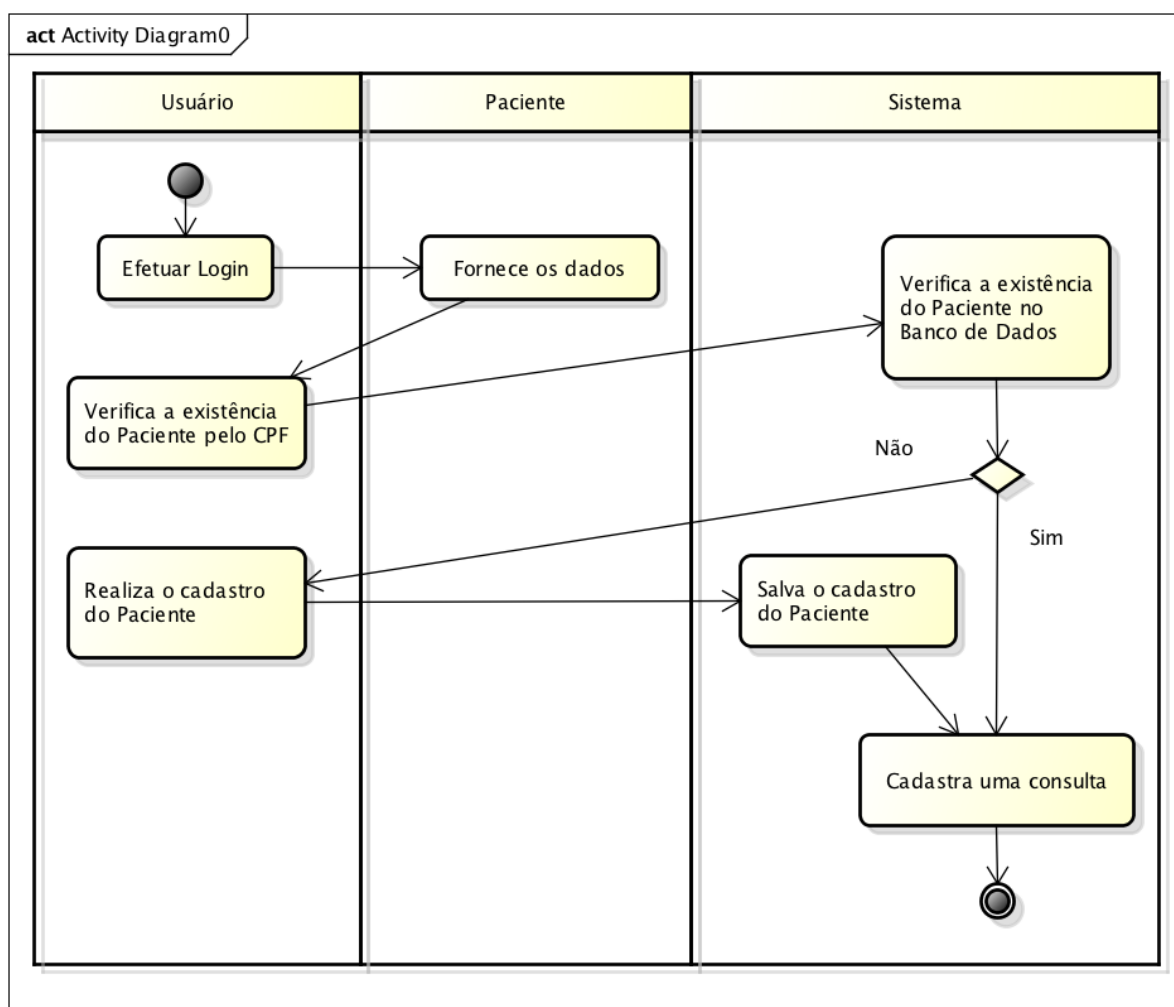 act Activity Diagram0
Usuário
Paciente
Sistema
Efetuar Login
Fornece os dados
Verifica a existência
do Paciente no
Banco de Dados
Verifica a existência
do Paciente pelo CPF
Não
Sim
Realiza o cadastro
do Paciente
Salva o cadastro
do Paciente
Cadastra uma consulta